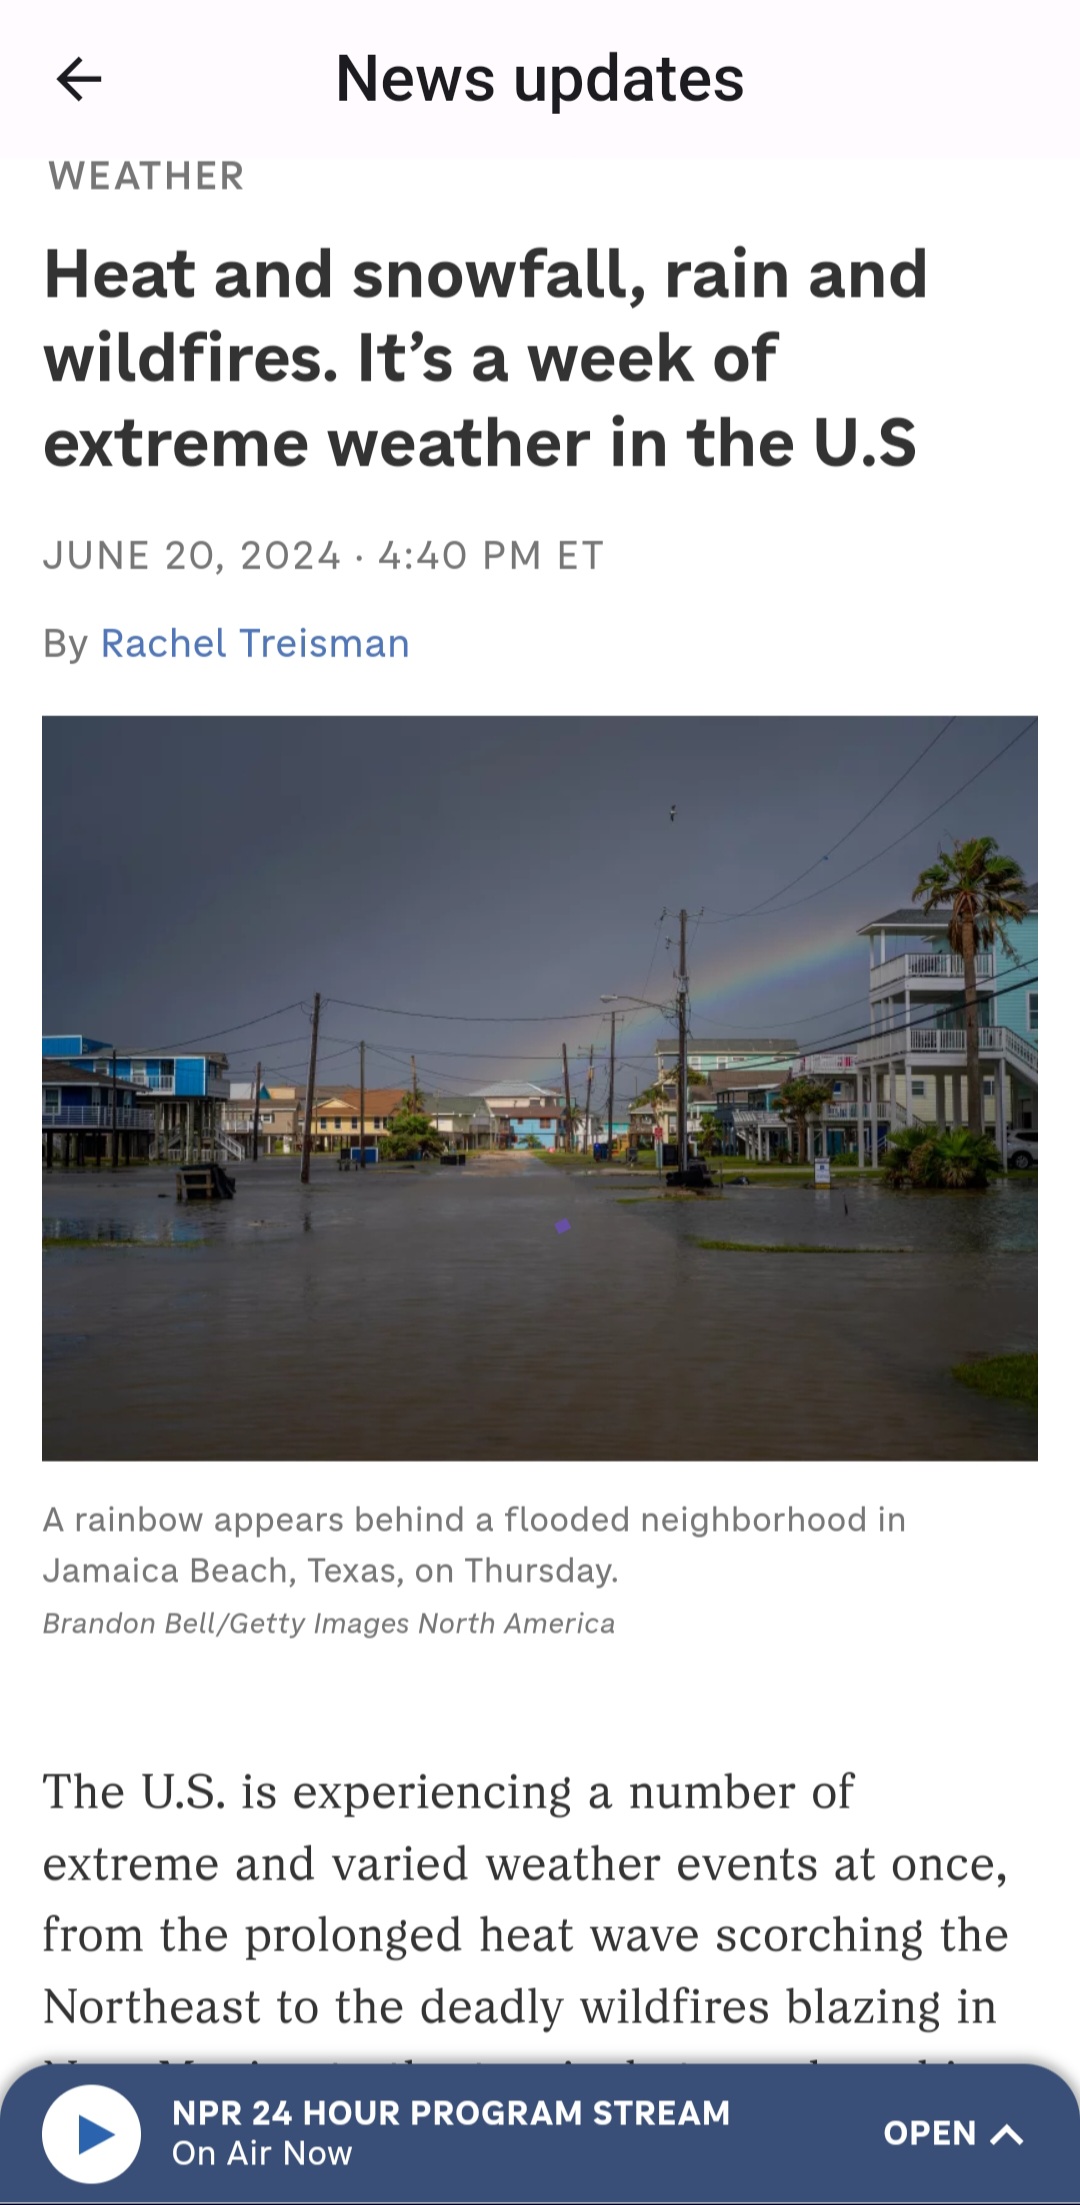 News updates
WEATHER
Heat and snowfall, rain and
wildfires. It’s a week of
extreme weather in the U.S
JUNE 20, 2024 · 4:40 PM ET
By Rachel Treisman
A rainbow appears behind a flooded neighborhood in
Jamaica Beach, Texas, on Thursday.
Brandon Bell/Getty Images North America
The U.S. is experiencing a number of
extreme and varied weather events at once,
from the prolonged heat wave scorching the
Northeast to the deadly wildfires blazing in
NPR 24 HOUR PROGRAM STREAM
On Air Now
OPEN